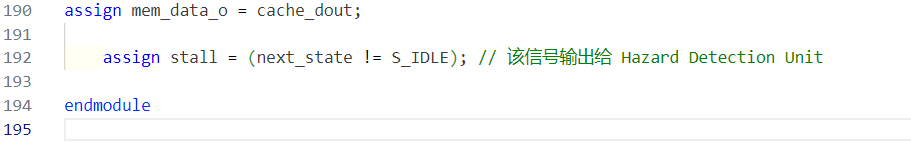 190 assign mem_data_o = cache_dout;
191
192 assign stall = (next_state != S_IDLE); // 该信号输出给 Hazard Detection Unit
193
194 endmodule
195